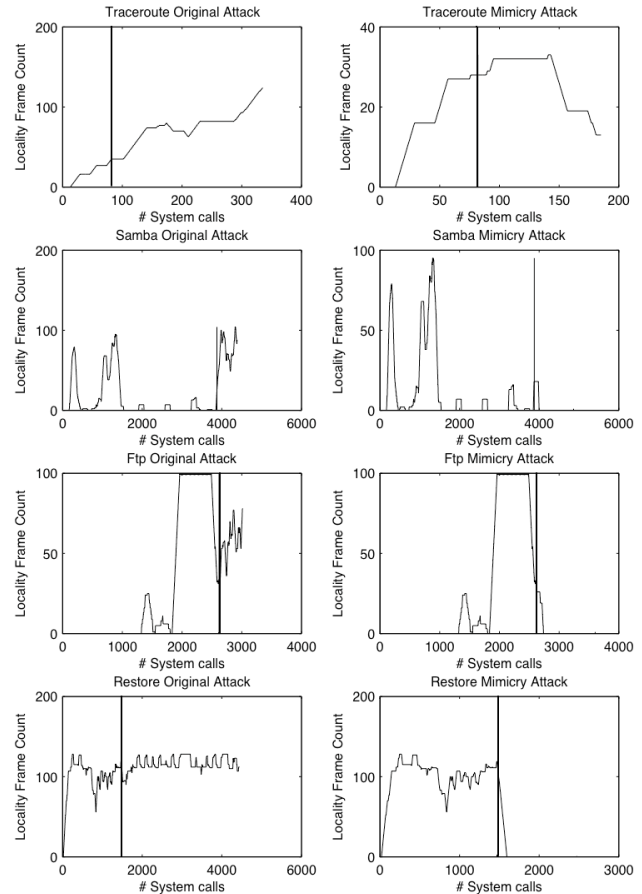 Traceroute Original Attack
200
100
0
0 100 200 300 400
Locality Frame Count
# System calls
Traceroute Mimicry Attack
40
20
0
0 50 100 150 200
Locality Frame Count
# System calls
Samba Original Attack
200
100
0
0 2000 4000 6000
Locality Frame Count
# System calls
Samba Mimicry Attack
100
50
0
0 2000 4000 6000
Locality Frame Count
# System calls
Ftp Original Attack
100
50
0
0 1000 2000 3000 4000
Locality Frame Count
# System calls
Ftp Mimicry Attack
100
50
0
0 1000 2000 3000 4000
Locality Frame Count
# System calls
Restore Original Attack
200
100
0
0 2000 4000 6000
Locality Frame Count
# System calls
Restore Mimicry Attack
200
100
0
0 1000 2000 3000
Locality Frame Count
# System calls